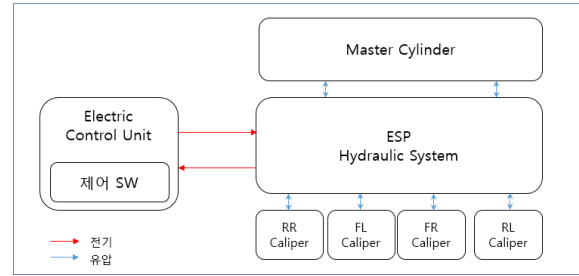 Master Cylinder
Electric
Control Unit
제어 SW
ESP
Hydraulic System
RR
Caliper
FL
Caliper
FR
Caliper
RL
Caliper
전기
유압